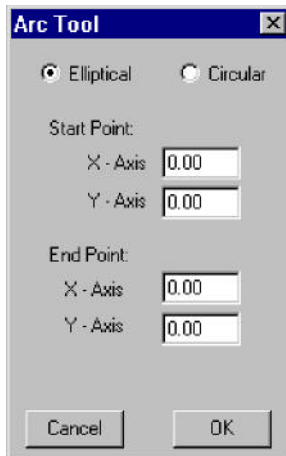 Arc Tool
Elliptical Circular
Start Point:
X - Axis 0.00
Y - Axis 0.00
End Point:
X - Axis 0.00
Y - Axis 0.00
Cancel OK